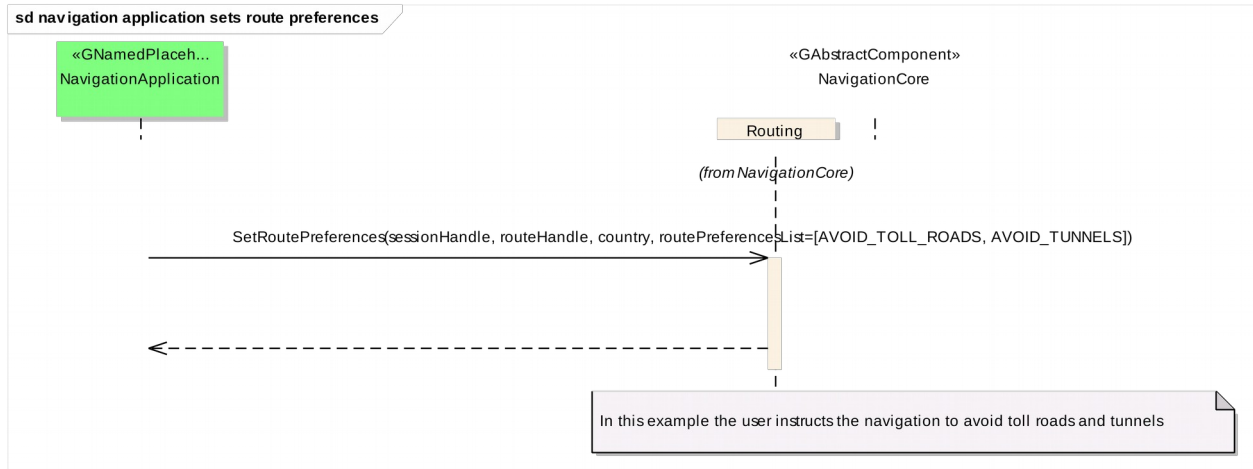 sd navigation application sets route preferences
«GNamedPlaceh...
NavigationApplication
«GAbstractComponent»
NavigationCore
Routing
(from NavigationCore)
SetRoutePreferences(sessionHandle, routeHandle, country, routePreferencesList=[AVOID_TOLL_ROADS, AVOID_TUNNELS])
In this example the user instructs the navigation to avoid toll roads and tunnels